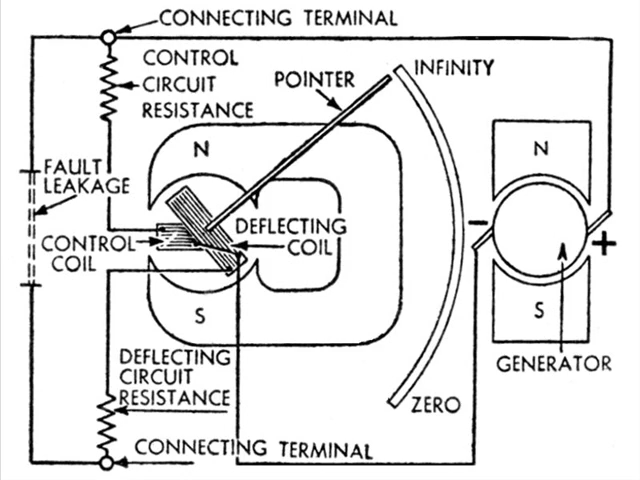 CONNECTING TERMINAL
CONTROL
CIRCUIT
RESISTANCE
POINTER
INFINITY
N
N
FAULT
LEAKAGE
DEFLECTING
COIL
CONTROL
COIL
-
+
S
S
DEFLECTING
CIRCUIT
RESISTANCE
GENERATOR
ZERO
CONNECTING TERMINAL